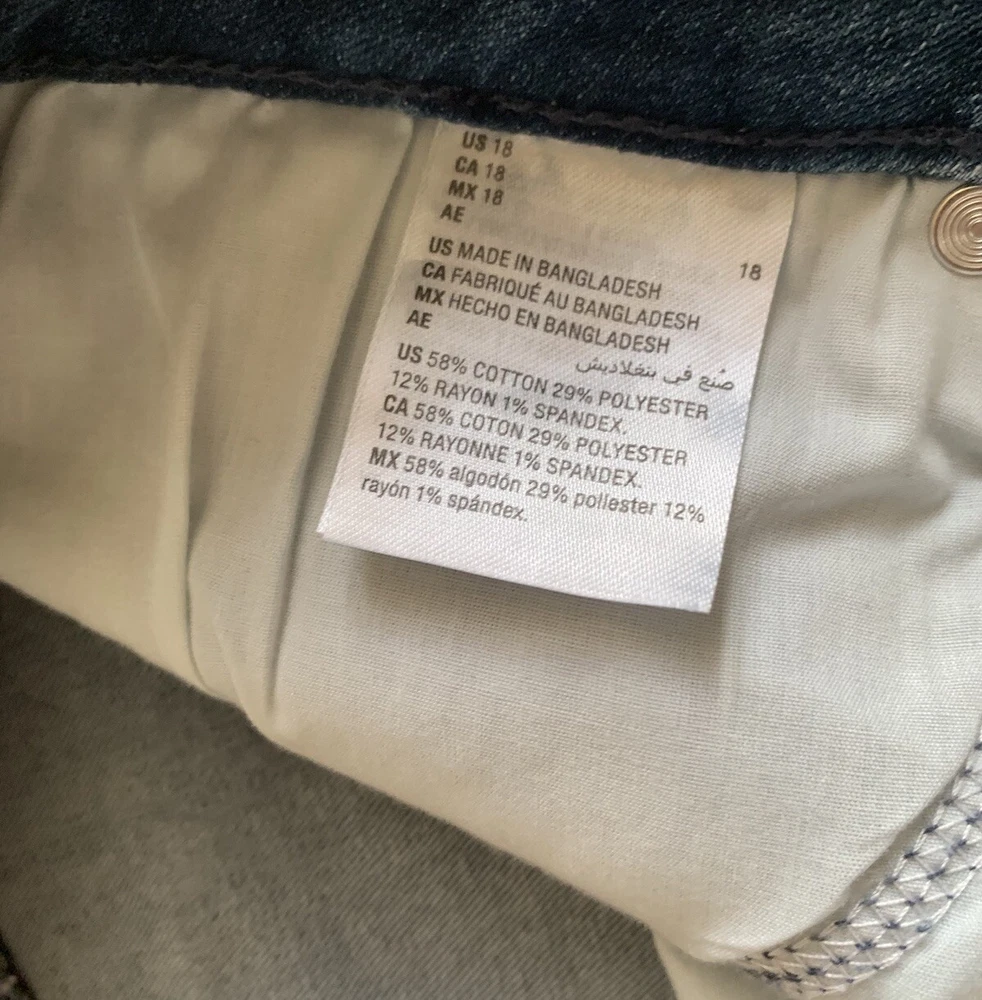 US 18
CA 18
MX 18
AE 18
US MADE IN BANGLADESH
CA FABRIQUÉ AU BANGLADESH
MX HECHO EN BANGLADESH
AE
صُنع في بنغلاديش
US 58% COTTON 29% POLYESTER
12% RAYON 1% SPANDEX.
CA 58% COTON 29% POLYESTER
12% RAYONNE 1% SPANDEX.
MX 58% algodón 29% poliester 12%
rayón 1% spándex.